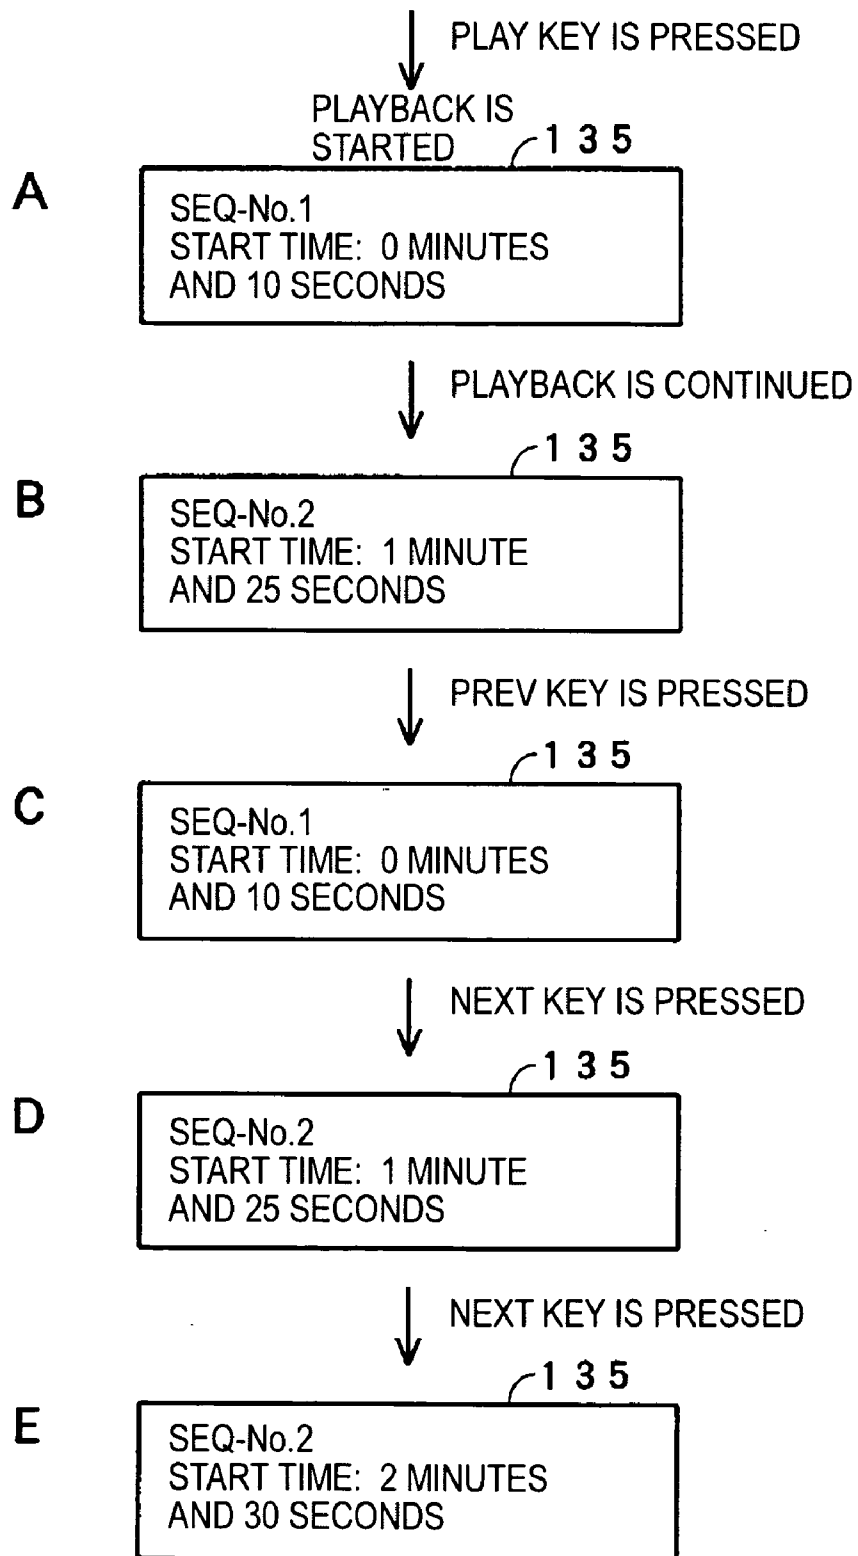 PLAY KEY IS PRESSED
PLAYBACK IS
STARTED
135
A
SEQ-No.1
START TIME: 0 MINUTES
AND 10 SECONDS
PLAYBACK IS CONTINUED
135
B
SEQ-No.2
START TIME: 1 MINUTE
AND 25 SECONDS
PREV KEY IS PRESSED
135
C
SEQ-No.1
START TIME: 0 MINUTES
AND 10 SECONDS
NEXT KEY IS PRESSED
135
D
SEQ-No.2
START TIME: 1 MINUTE
AND 25 SECONDS
NEXT KEY IS PRESSED
135
E
SEQ-No.2
START TIME: 2 MINUTES
AND 30 SECONDS